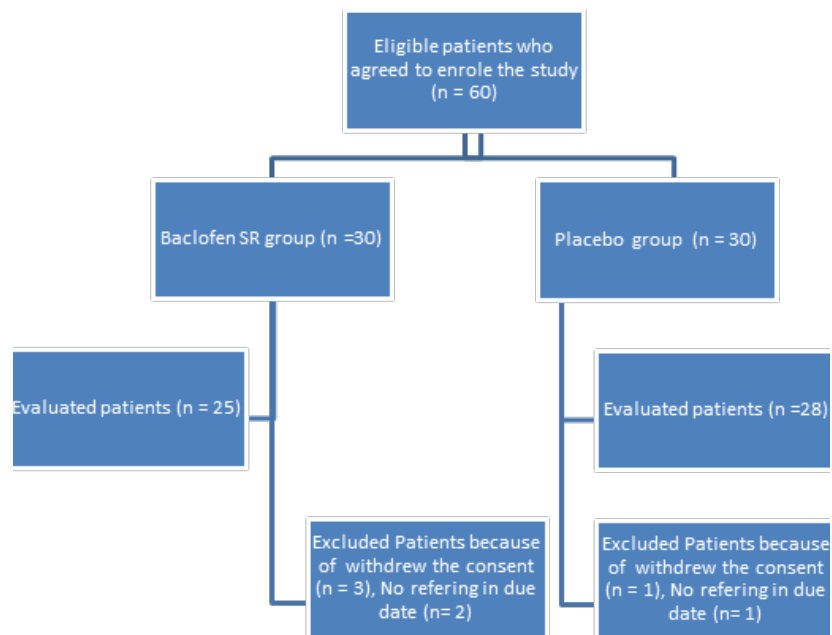 Eligible patients who
agreed to enrole the study
(n = 60)
Baclofen SR group (n =30)
Placebo group (n = 30)
Evaluated patients (n = 25)
Evaluated patients (n =28)
Excluded Patients because
of withdrew the consent
(n = 3), No refering in due
date (n= 2)
Excluded Patients because
of withdrew the consent
(n = 1), No refering in due
date (n= 1)